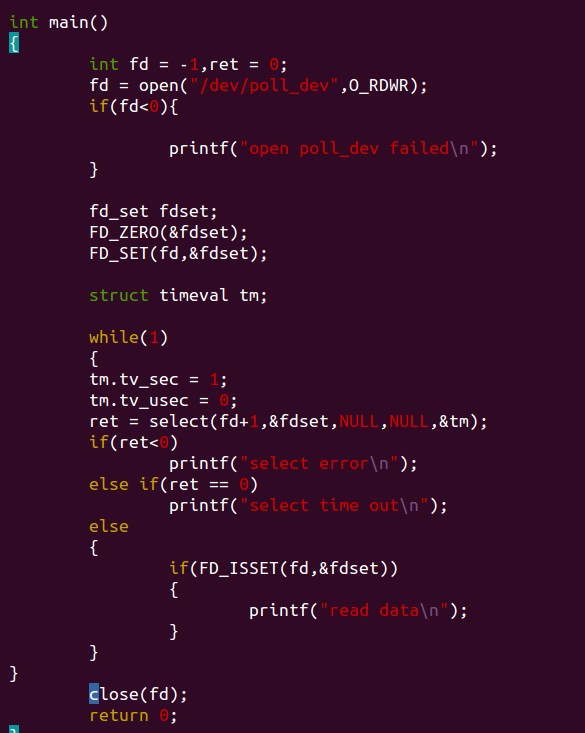 int main()
{
        int fd = -1,ret = 0;
        fd = open("/dev/poll_dev",O_RDWR);
        if(fd<0){
                printf("open poll_dev failed\n");
        }
        fd_set fdset;
        FD_ZERO(&fdset);
        FD_SET(fd,&fdset);
        struct timeval tm;
        while(1)
        {
        tm.tv_sec = 1;
        tm.tv_usec = 0;
        ret = select(fd+1,&fdset,NULL,NULL,&tm);
        if(ret<0)
                printf("select error\n");
        else if(ret == 0)
                printf("select time out\n");
        else
        {
                if(FD_ISSET(fd,&fdset))
                {
                        printf("read data\n");
                }
        }
}
        close(fd);
        return 0;
}